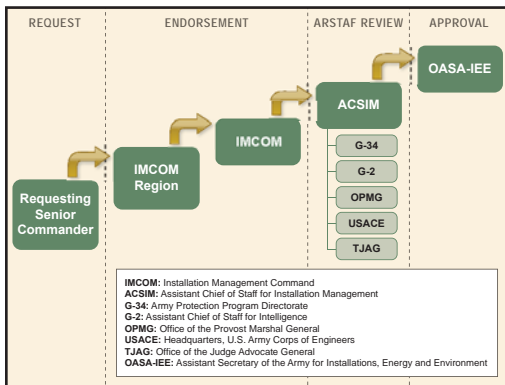 REQUEST ENDORSEMENT ARSTAF REVIEW APPROVAL
OASA-IEE
ACSIM
IMCOM
IMCOM
Region
Requesting
Senior
Commander
G-34
G-2
OPMG
USACE
TJAG
IMCOM: Installation Management Command
ACSIM: Assistant Chief of Staff for Installation Management
G-34: Army Protection Program Directorate
G-2: Assistant Chief of Staff for Intelligence
OPMG: Office of the Provost Marshal General
USACE: Headquarters, U.S. Army Corps of Engineers
TJAG: Office of the Judge Advocate General
OASA-IEE: Assistant Secretary of the Army for Installations, Energy and Environment